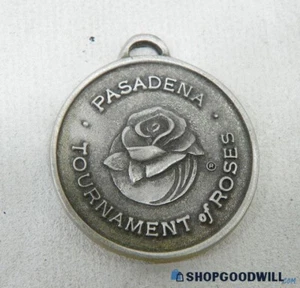 · PASADENA ·
TOURNAMENT of ROSES
®
SHOPGOODWILL.com